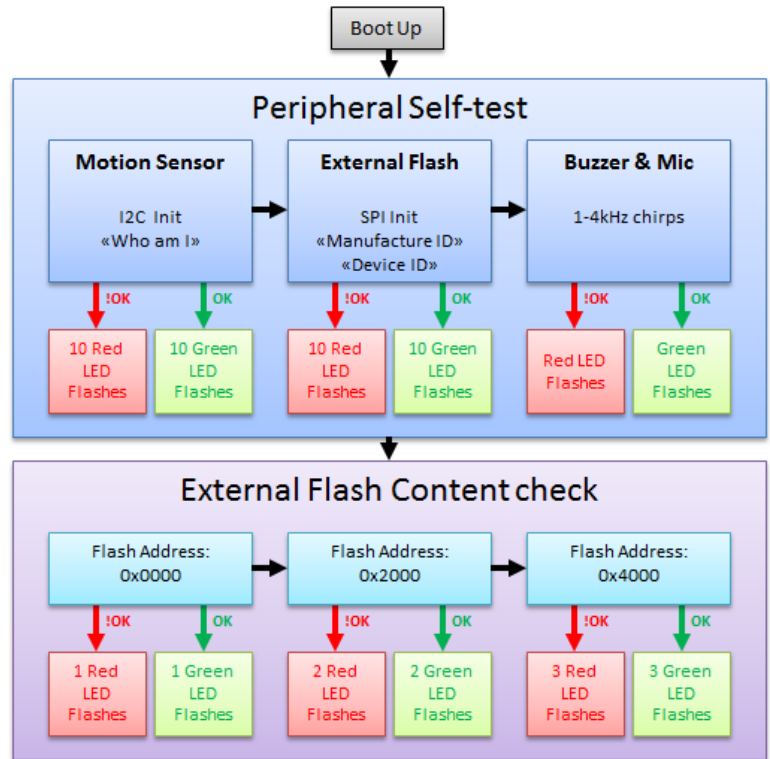 Boot Up
Peripheral Self-test
Motion Sensor
I2C Init
«Who am I»
External Flash
SPI Init
«Manufacture ID»
«Device ID»
Buzzer & Mic
1-4kHz chirps
!OK
OK
!OK
OK
!OK
OK
10 Red
LED
Flashes
10 Green
LED
Flashes
10 Red
LED
Flashes
10 Green
LED
Flashes
Red LED
Flashes
Green
LED
Flashes
External Flash Content check
Flash Address:
0x0000
Flash Address:
0x2000
Flash Address:
0x4000
!OK
OK
!OK
OK
!OK
OK
1 Red
LED
Flashes
1 Green
LED
Flashes
2 Red
LED
Flashes
2 Green
LED
Flashes
3 Red
LED
Flashes
3 Green
LED
Flashes